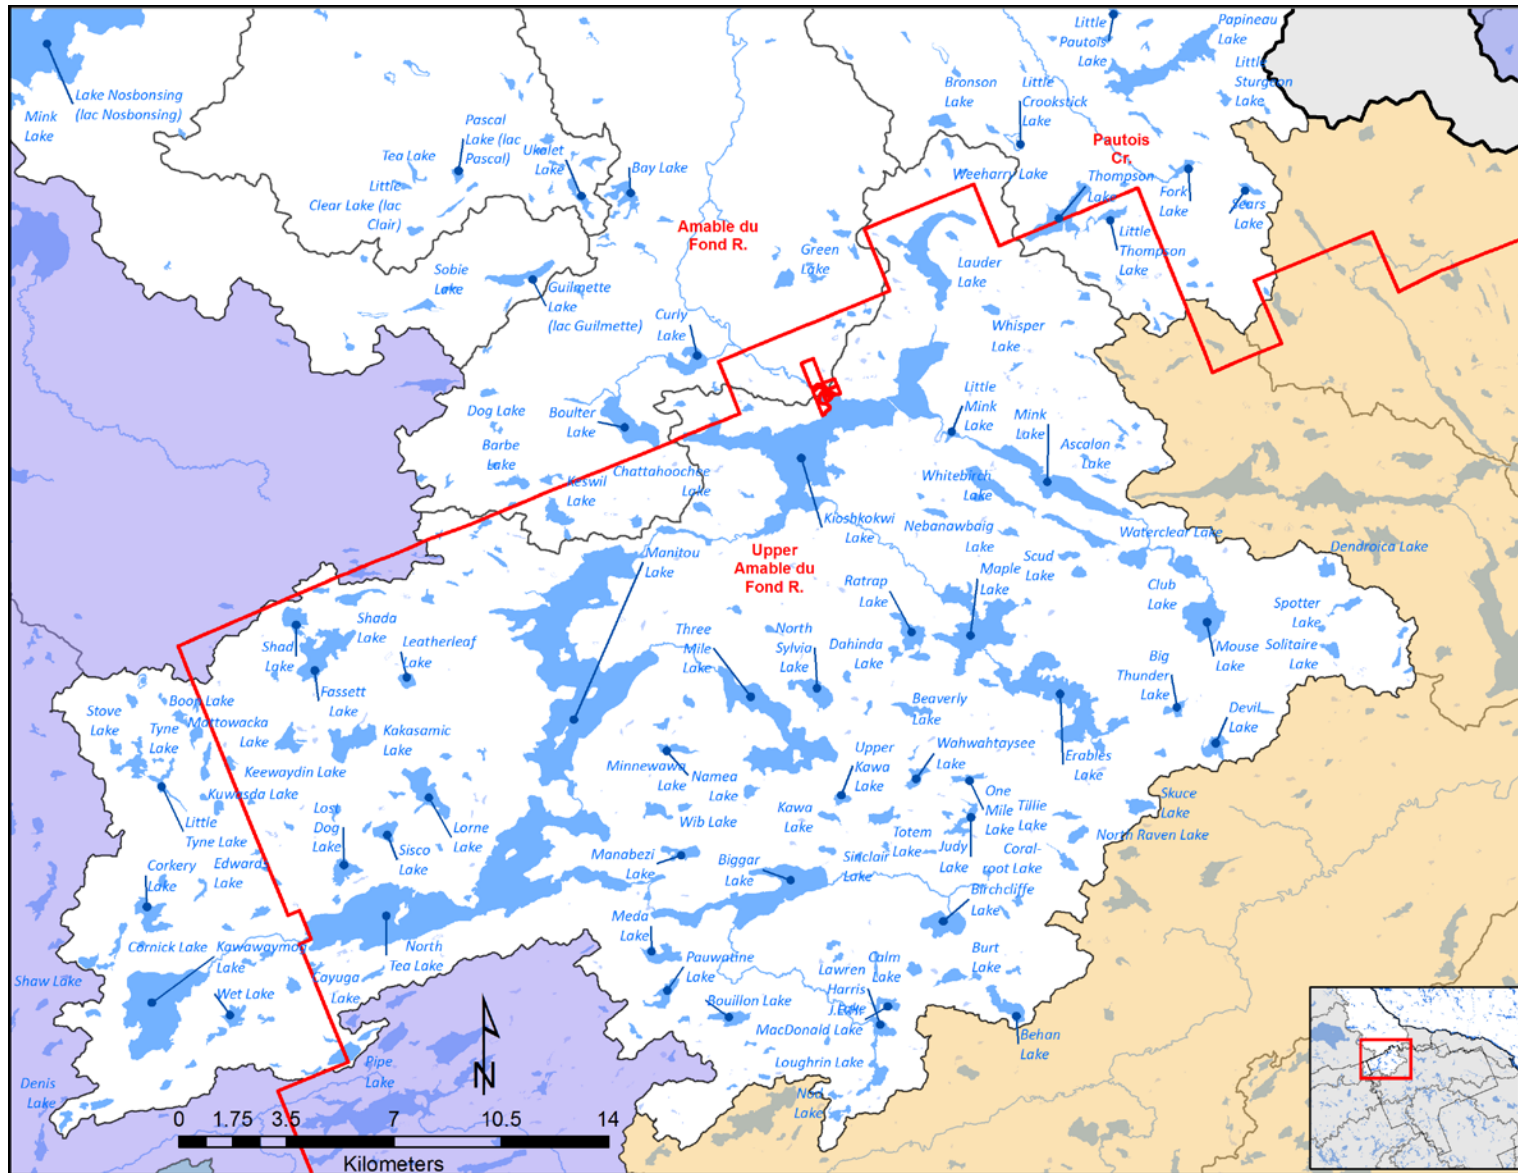 Little
Pautois
Lake
Papineau
Lake
Little
Sturgeon
Lake
Bronson
Lake
Little
Crookstick
Lake
Lake Nosbonsing
(lac Nosbonsing)
Mink
Lake
Pascal
Lake (lac
Pascal)
Tea Lake
Ukalet
Lake
Bay Lake
Little
Clear Lake (lac
Clair)
Pautois
Cr.
Weeharry Lake
Thompson
Lake
Fork
Lake
Sears
Lake
Little
Thompson
Lake
Amable du
Fond R.
Green
Lake
Lauder
Lake
Sobie
Lake
Guilmette
Lake
(lac Guilmette)
Curly
Lake
Whisper
Lake
Little
Mink
Lake
Mink
Lake
Ascalon
Lake
Dog Lake
Barbe
Lake
Boulter
Lake
Keswil
Lake
Chattahoochee
Lake
Whitebirch
Lake
Kioshkokwi
Lake
Nebanawbaig
Lake
Waterclear Lake
Dendroica Lake
Manitou
Lake
Upper
Amable du
Fond R.
Ratrap
Lake
Maple
Lake
Scud
Lake
Club
Lake
Spotter
Lake
Solitaire
Lake
Mouse
Lake
Shad
Lake
Shada
Lake
Leatherleaf
Lake
Fassett
Lake
Three
Mile
Lake
North
Sylvia
Lake
Dahinda
Lake
Big
Thunder
Lake
Devil
Lake
Boop Lake
Stove
Lake
Tyne
Lake
Mattowacka
Lake
Kakasamic
Lake
Keewaydin Lake
Kuwasda Lake
Little
Tyne Lake
Lost
Dog
Lake
Sisco
Lake
Lorne
Lake
Minnewawa
Lake
Namea
Lake
Wib Lake
Beaverly
Lake
Upper
Kawa
Lake
Kawa
Lake
Wahwahtaysee
Lake
Erables
Lake
One
Mile
Lake
Tillie
Lake
Skuce
Lake
North Raven Lake
Totem
Lake
Judy
Lake
Coral-
root Lake
Corkery
Lake
Edwards
Lake
Manabezi
Lake
Biggar
Lake
Sinclair
Lake
Birchcliffe
Lake
Cornick Lake
Kawawaymog
Lake
North
Tea Lake
Meda
Lake
Pauwatine
Lake
Bouillon Lake
Calm
Lake
Lawren
Harris
Lake
J.E.H.
MacDonald Lake
Burt
Lake
Behan
Lake
Shaw Lake
Wet Lake
Cayuga
Lake
Pipe
Lake
Loughrin Lake
Nod
Lake
Denis
Lake
N
0 1.75 3.5 7 10.5 14
Kilometers